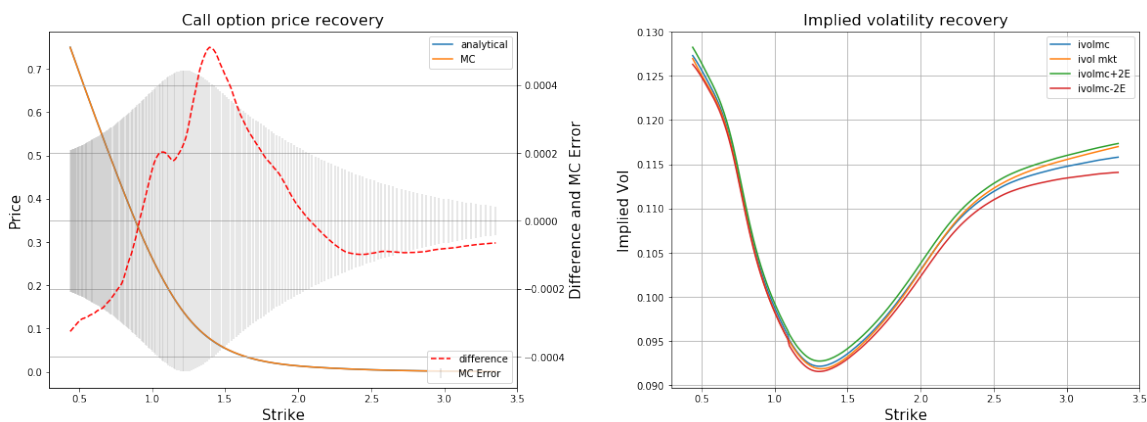 Call option price recovery
analytical
MC
0.7
0.6
0.5
0.4
0.3
0.2
0.1
0.0
Price
0.0004
0.0002
0.0000
−0.0002
−0.0004
Difference and MC Error
difference
MC Error
0.5
1.0
1.5
2.0
2.5
3.0
3.5
Strike
Implied volatility recovery
ivolmc
ivol mkt
ivolmc+2E
ivolmc-2E
0.130
0.125
0.120
0.115
0.110
0.105
0.100
0.095
0.090
Implied Vol
0.5
1.0
1.5
2.0
2.5
3.0
3.5
Strike